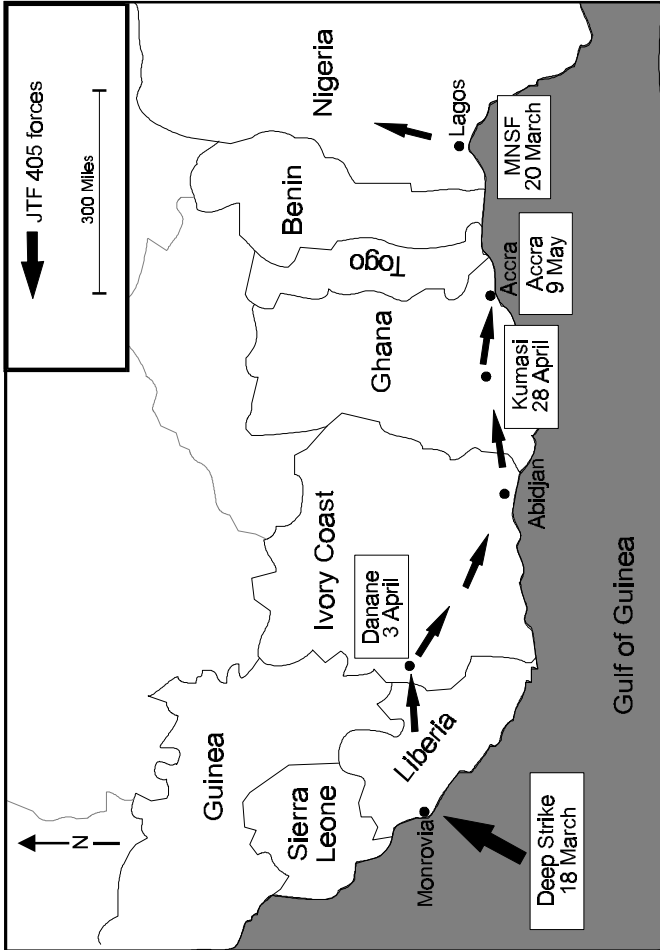 JTF 405 forces
300 Miles
N
Guinea
Sierra
Leone
Liberia
Monrovia
Deep Strike
18 March
Ivory Coast
Danane
3 April
Abidjan
Ghana
Kumasi
28 April
Togo
Accra
Accra
9 May
Benin
Nigeria
Lagos
MNSF
20 March
Gulf of Guinea